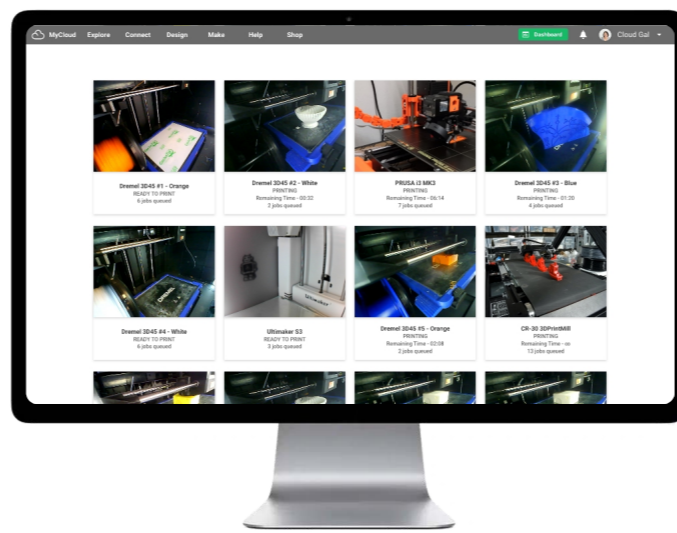 MyCloud Explore Connect Design Make Help Shop Dashboard Cloud Gal
Dremel 3D45 #1 - Orange
READY TO PRINT
6 jobs queued
Dremel 3D45 #2 - White
PRINTING
Remaining Time - 00:32
2 jobs queued
PRUSA i3 MK3
PRINTING
Remaining Time - 06:14
7 jobs queued
Dremel 3D45 #3 - Blue
PRINTING
Remaining Time - 01:20
4 jobs queued
Dremel 3D45 #4 - White
READY TO PRINT
6 jobs queued
Ultimaker
Ultimaker S3
READY TO PRINT
3 jobs queued
Dremel 3D45 #5 - Orange
PRINTING
Remaining Time - 02:08
2 jobs queued
CR-30 3DPrintMill
PRINTING
Remaining Time - ∞
13 jobs queued